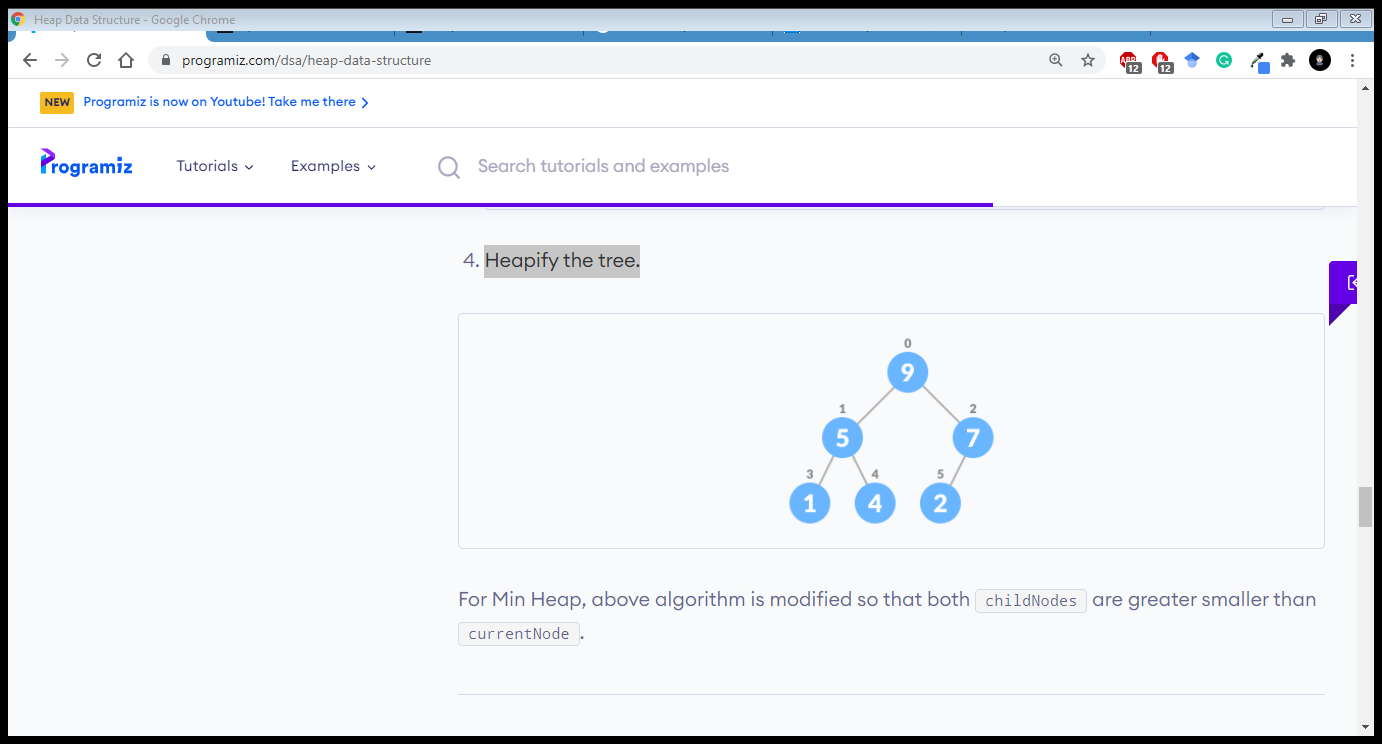 Heap Data Structure - Google Chrome
programiz.com/dsa/heap-data-structure
ABP
12
12
NEW Programiz is now on Youtube! Take me there
Programiz Tutorials Examples Search tutorials and examples
4. Heapify the tree.
0
9
1 2
5 7
3 4 5
1 4 2
For Min Heap, above algorithm is modified so that both childNodes are greater smaller than
currentNode.